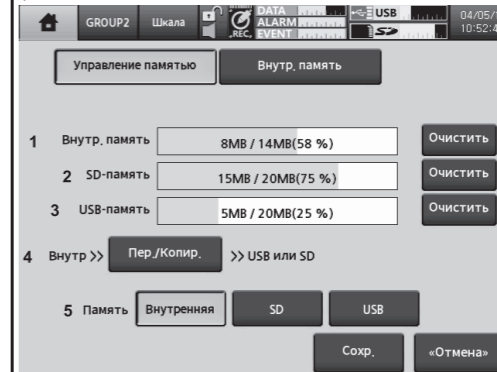 GROUP2 Шкала REC. DATA ALARM EVENT USB SD 04/05/
10:52:4
Управление памятью Внутр. память
1 Внутр. память 8MB / 14MB(58 %) Очистить
2 SD-память 15MB / 20MB(75 %) Очистить
3 USB-память 5MB / 20MB(25 %) Очистить
4 Внутр >> Пер./Копир. >> USB или SD
5 Память Внутренняя SD USB
Сохр. «Отмена»